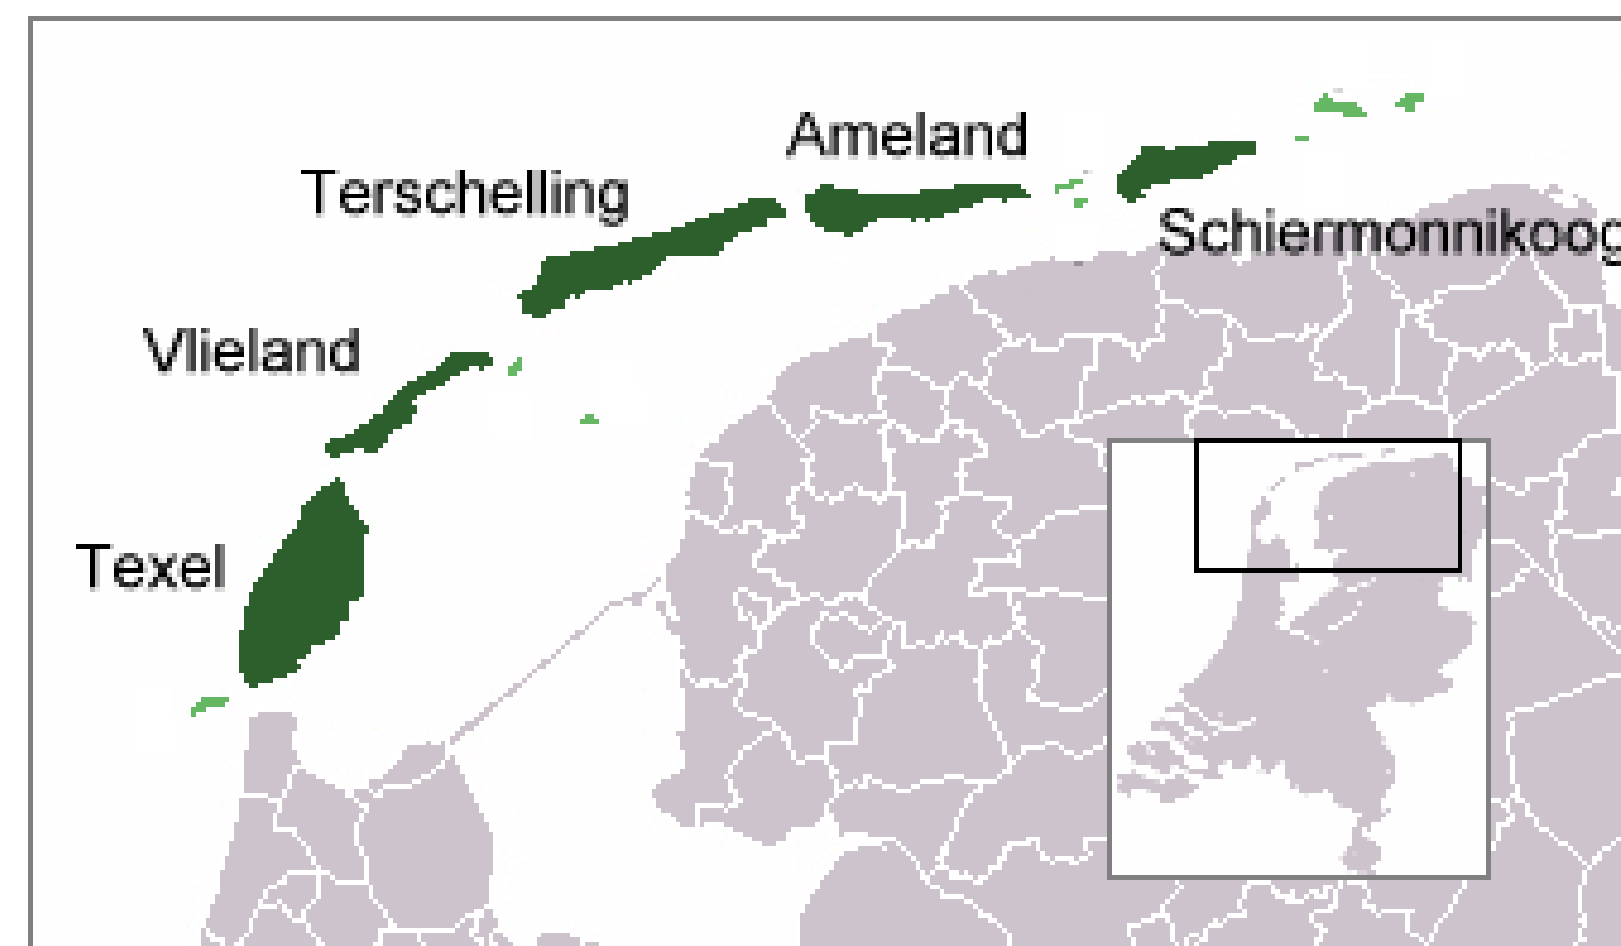 Ameland
Terschelling
Schiermonnikoog
Vlieland
Texel